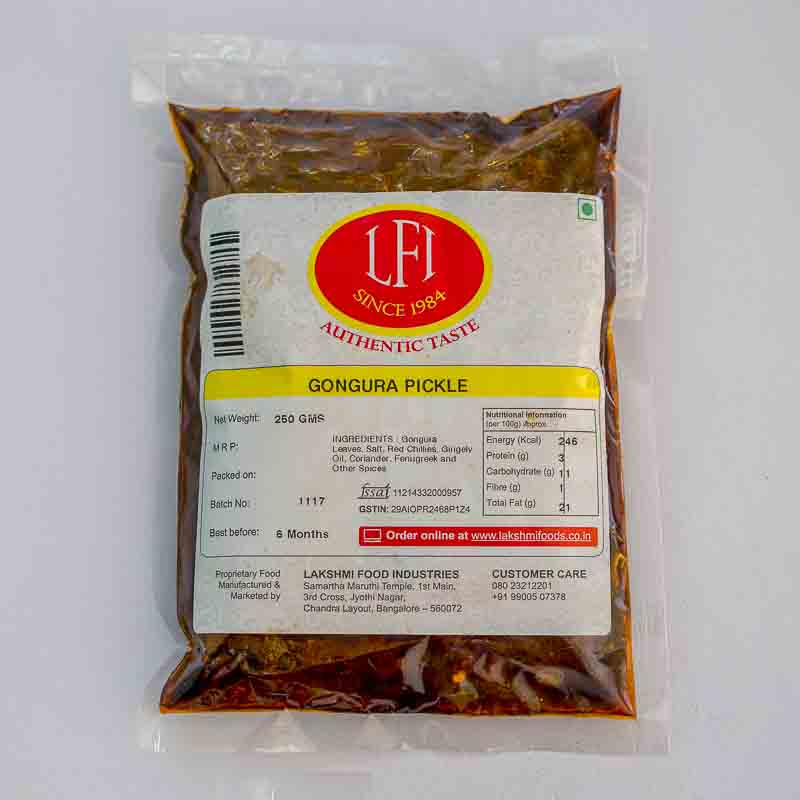 LFI
SINCE 1984
AUTHENTIC TASTE
GONGURA PICKLE
Net Weight: 250 GMS
M R P:
Packed on:
Batch No: 1117
Best before: 6 Months
INGREDIENTS : Gongura
Leaves, Salt, Red Chillies, Gingely
Oil, Coriander, Fenugreek and
Other Spices
fssai 11214332000957
GSTIN: 29AIOPR2468P1Z4
Nutritional Information
(per 100g) Approx.
Energy (Kcal) 246
Protein (g) 3
Carbohydrate (g) 11
Fibre (g) 1
Total Fat (g) 21
Order online at www.lakshmifoods.co.in
Proprietary Food
Manufactured &
Marketed by
LAKSHMI FOOD INDUSTRIES
Samartha Maruthi Temple, 1st Main,
3rd Cross, Jyothi Nagar,
Chandra Layout, Bangalore – 560072
CUSTOMER CARE
080 23212201
+91 99005 07378